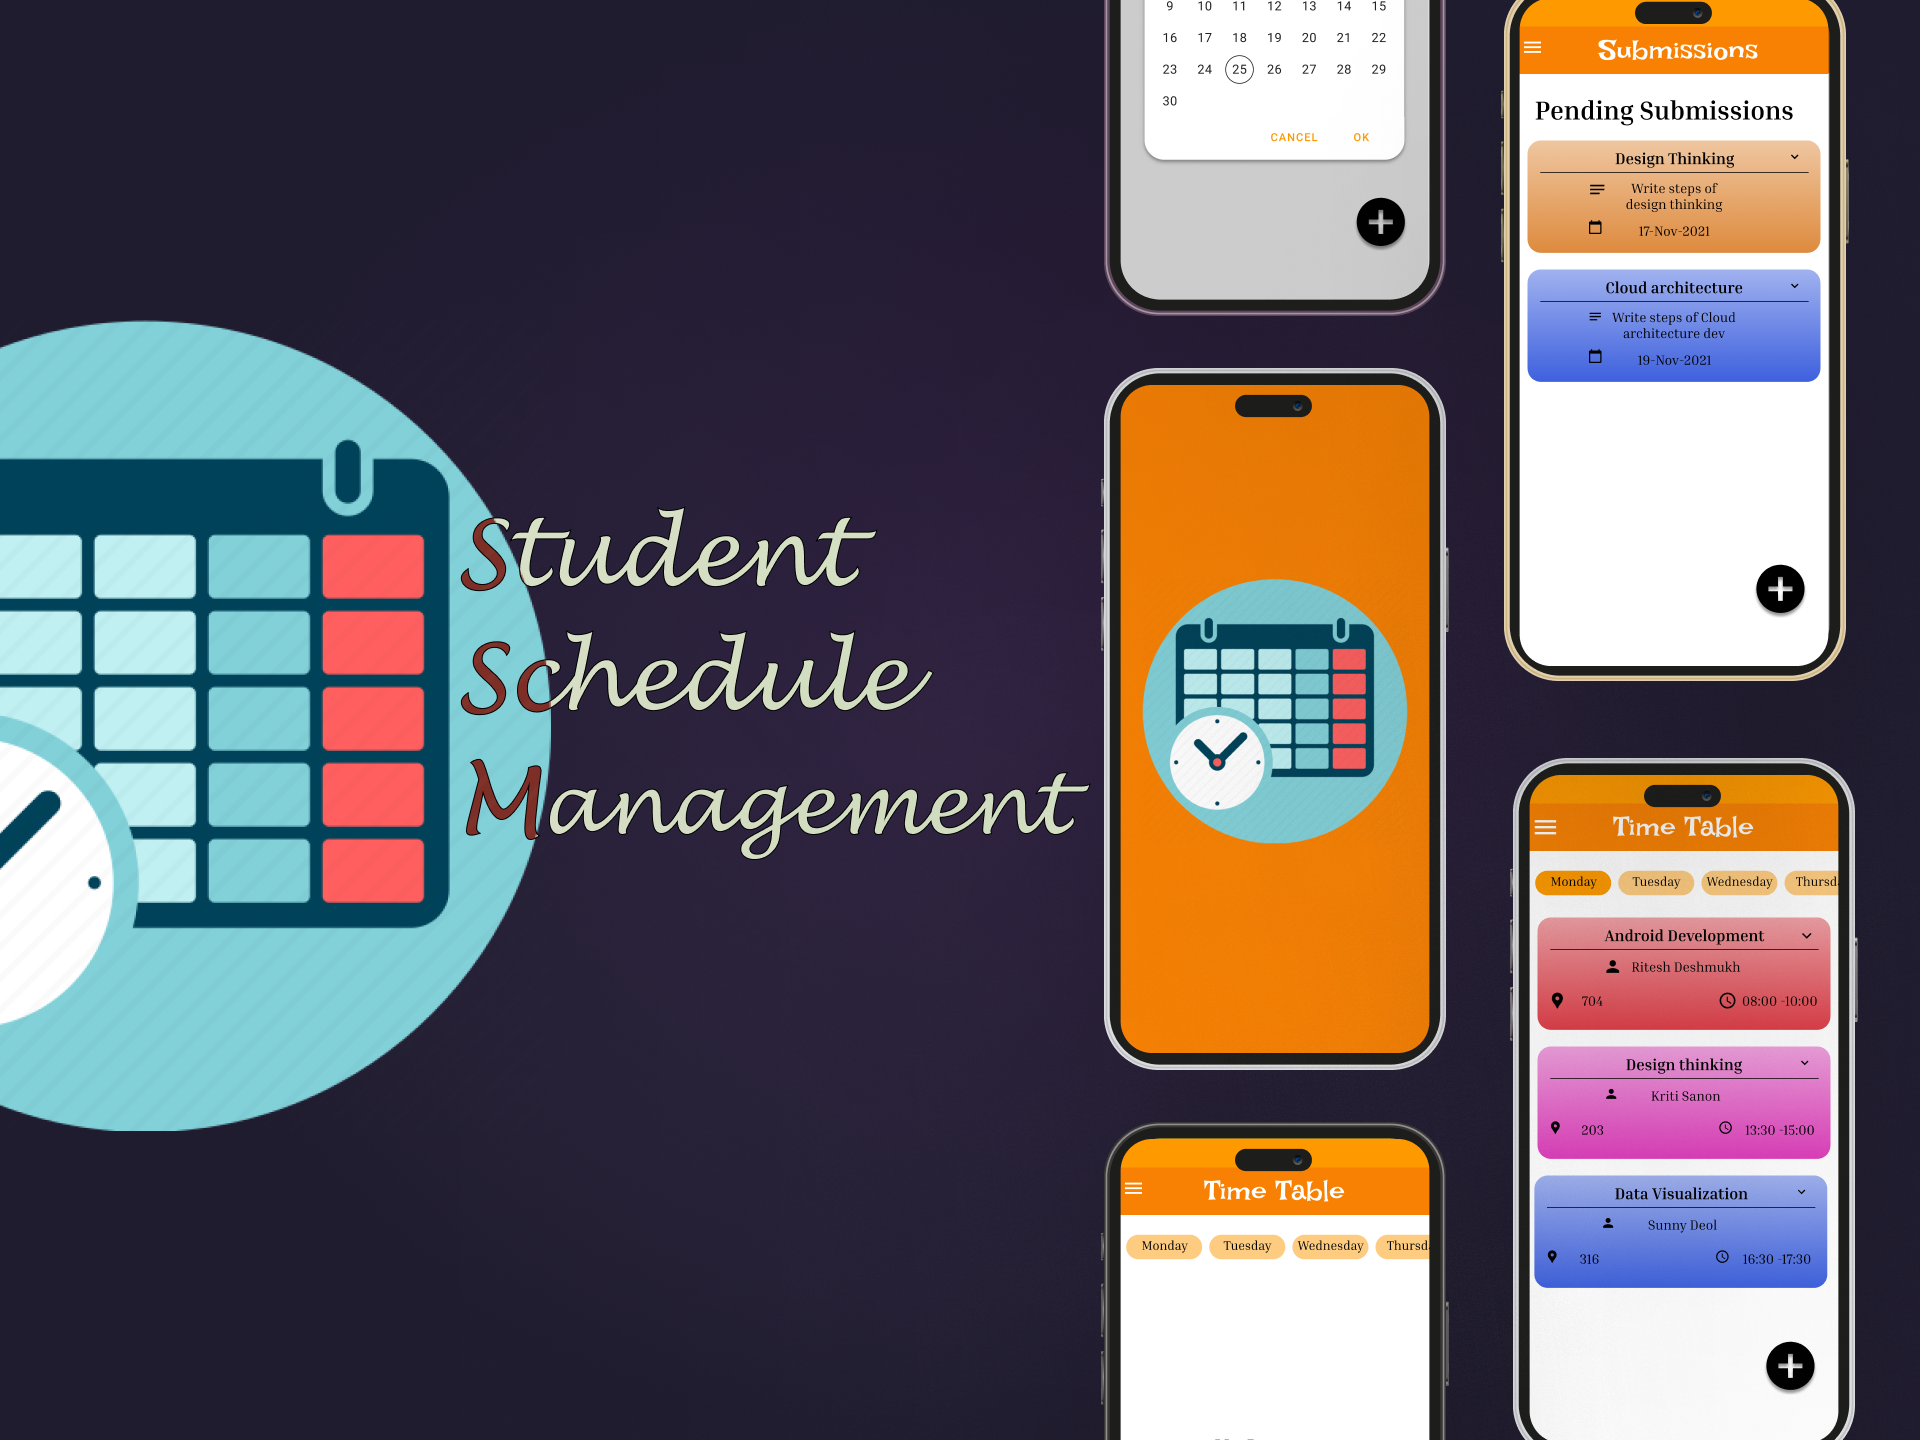 Student
Schedule
Management
9 10 11 12 13 14 15
16 17 18 19 20 21 22
23 24 25 26 27 28 29
30
CANCEL OK
Time Table
Monday Tuesday Wednesday Thursd
Submissions
Pending Submissions
Design Thinking
Write steps of
design thinking
17-Nov-2021
Cloud architecture
Write steps of Cloud
architecture dev
19-Nov-2021
Time Table
Monday Tuesday Wednesday Thursd
Android Development
Ritesh Deshmukh
704 08:00 -10:00
Design thinking
Kriti Sanon
203 13:30 -15:00
Data Visualization
Sunny Deol
316 16:30 -17:30